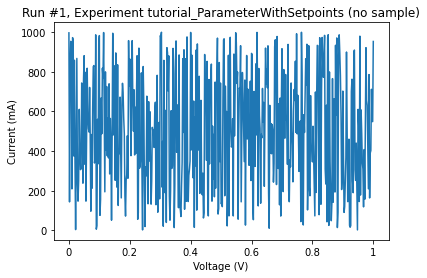 Run #1, Experiment tutorial_ParameterWithSetpoints (no sample)
1000
800
600
400
200
0
Current (mA)
0 0.2 0.4 0.6 0.8 1
Voltage (V)